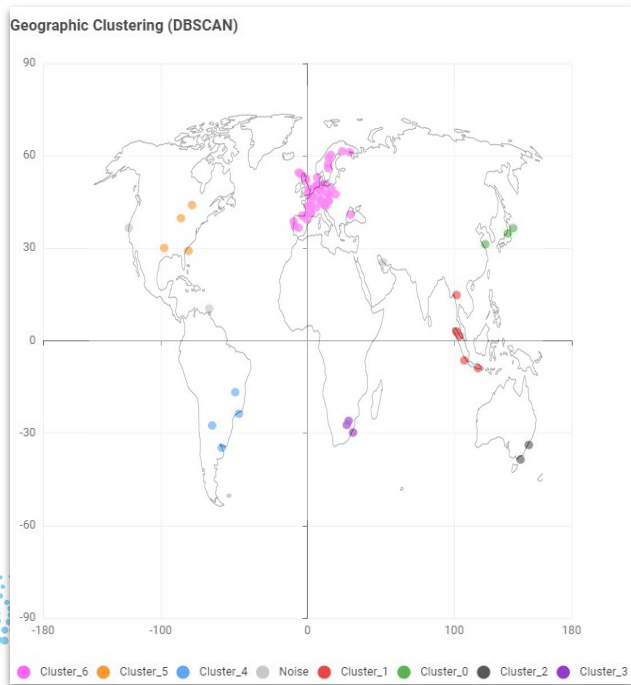 Geographic Clustering (DBSCAN)
90
60
30
0
-30
-60
-90
-180 -100 0 100 180
Cluster_6 Cluster_5 Cluster_4 Noise Cluster_1 Cluster_0 Cluster_2 Cluster_3